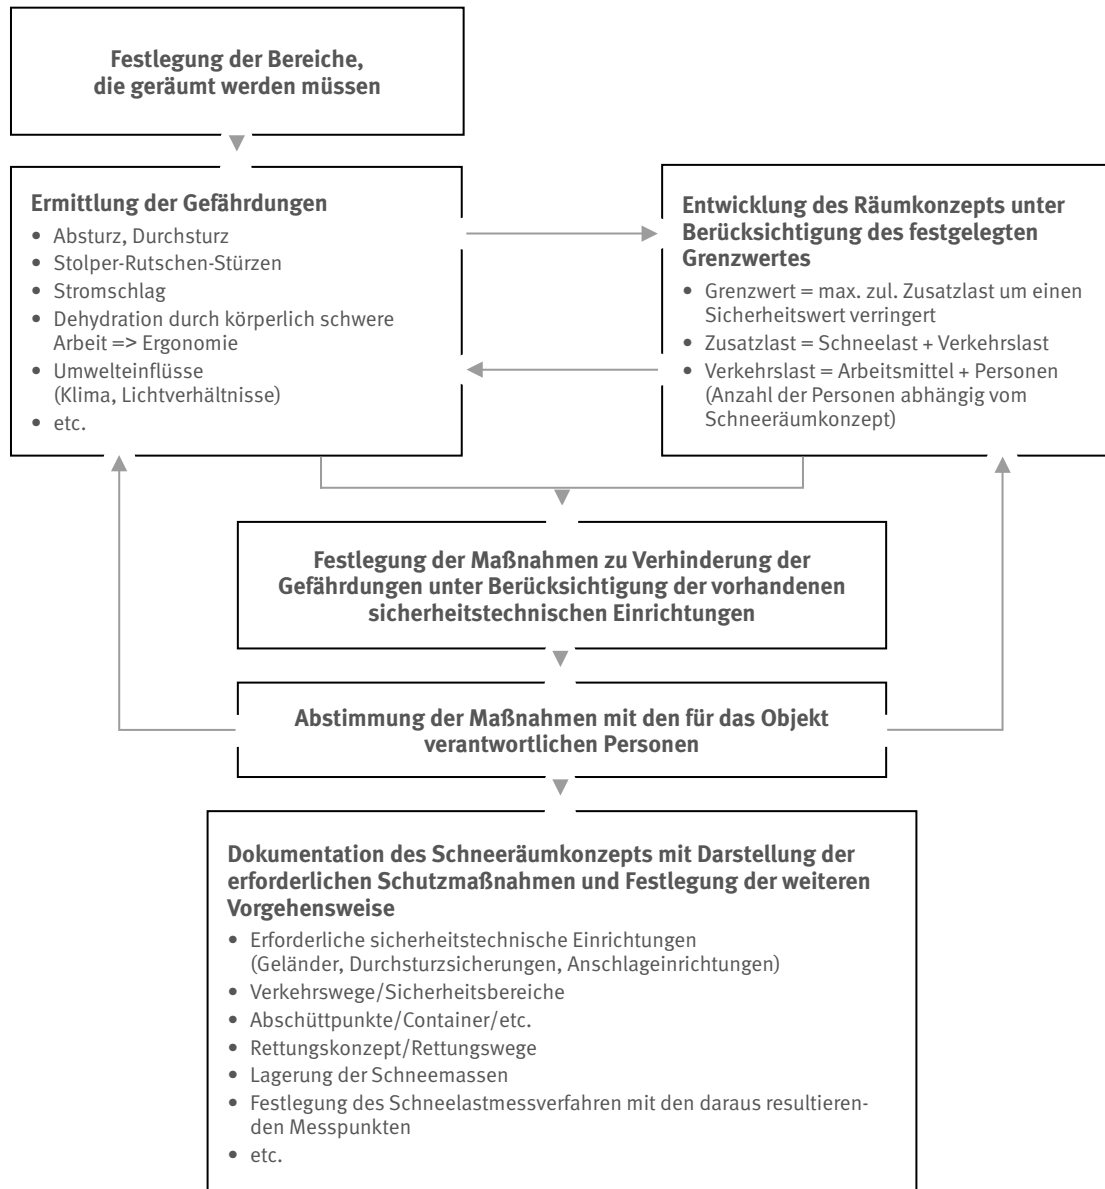 Festlegung der Bereiche,
die geräumt werden müssen
Ermittlung der Gefährdungen
• Absturz, Durchsturz
• Stolper-Rutschen-Stürzen
• Stromschlag
• Dehydration durch körperlich schwere
Arbeit => Ergonomie
• Umwelteinflüsse
(Klima, Lichtverhältnisse)
• etc.
Entwicklung des Räumkonzepts unter
Berücksichtigung des festgelegten
Grenzwertes
• Grenzwert = max. zul. Zusatzlast um einen
Sicherheitswert verringert
• Zusatzlast = Schneelast + Verkehrslast
• Verkehrslast = Arbeitsmittel + Personen
(Anzahl der Personen abhängig vom
Schneeräumkonzept)
Festlegung der Maßnahmen zu Verhinderung der
Gefährdungen unter Berücksichtigung der vorhandenen
sicherheitstechnischen Einrichtungen
Abstimmung der Maßnahmen mit den für das Objekt
verantwortlichen Personen
Dokumentation des Schneeräumkonzepts mit Darstellung der
erforderlichen Schutzmaßnahmen und Festlegung der weiteren
Vorgehensweise
• Erforderliche sicherheitstechnische Einrichtungen
(Geländer, Durchsturzsicherungen, Anschlageinrichtungen)
• Verkehrswege/Sicherheitsbereiche
• Abschüttpunkte/Container/etc.
• Rettungskonzept/Rettungswege
• Lagerung der Schneemassen
• Festlegung des Schneelastmessverfahren mit den daraus resultieren-
den Messpunkten
• etc.